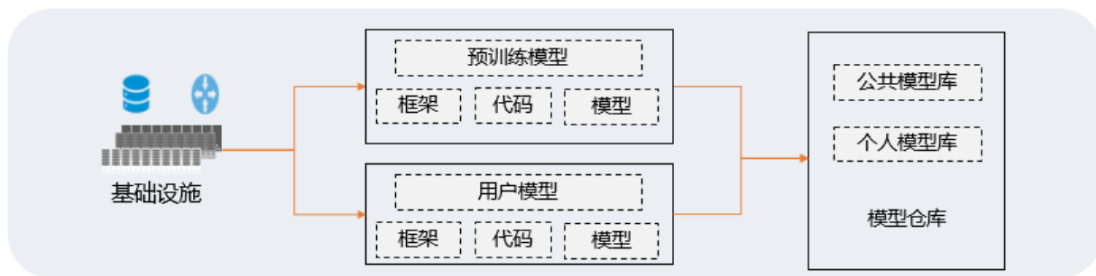 基础设施
预训练模型
框架
代码
模型
用户模型
框架
代码
模型
公共模型库
个人模型库
模型仓库